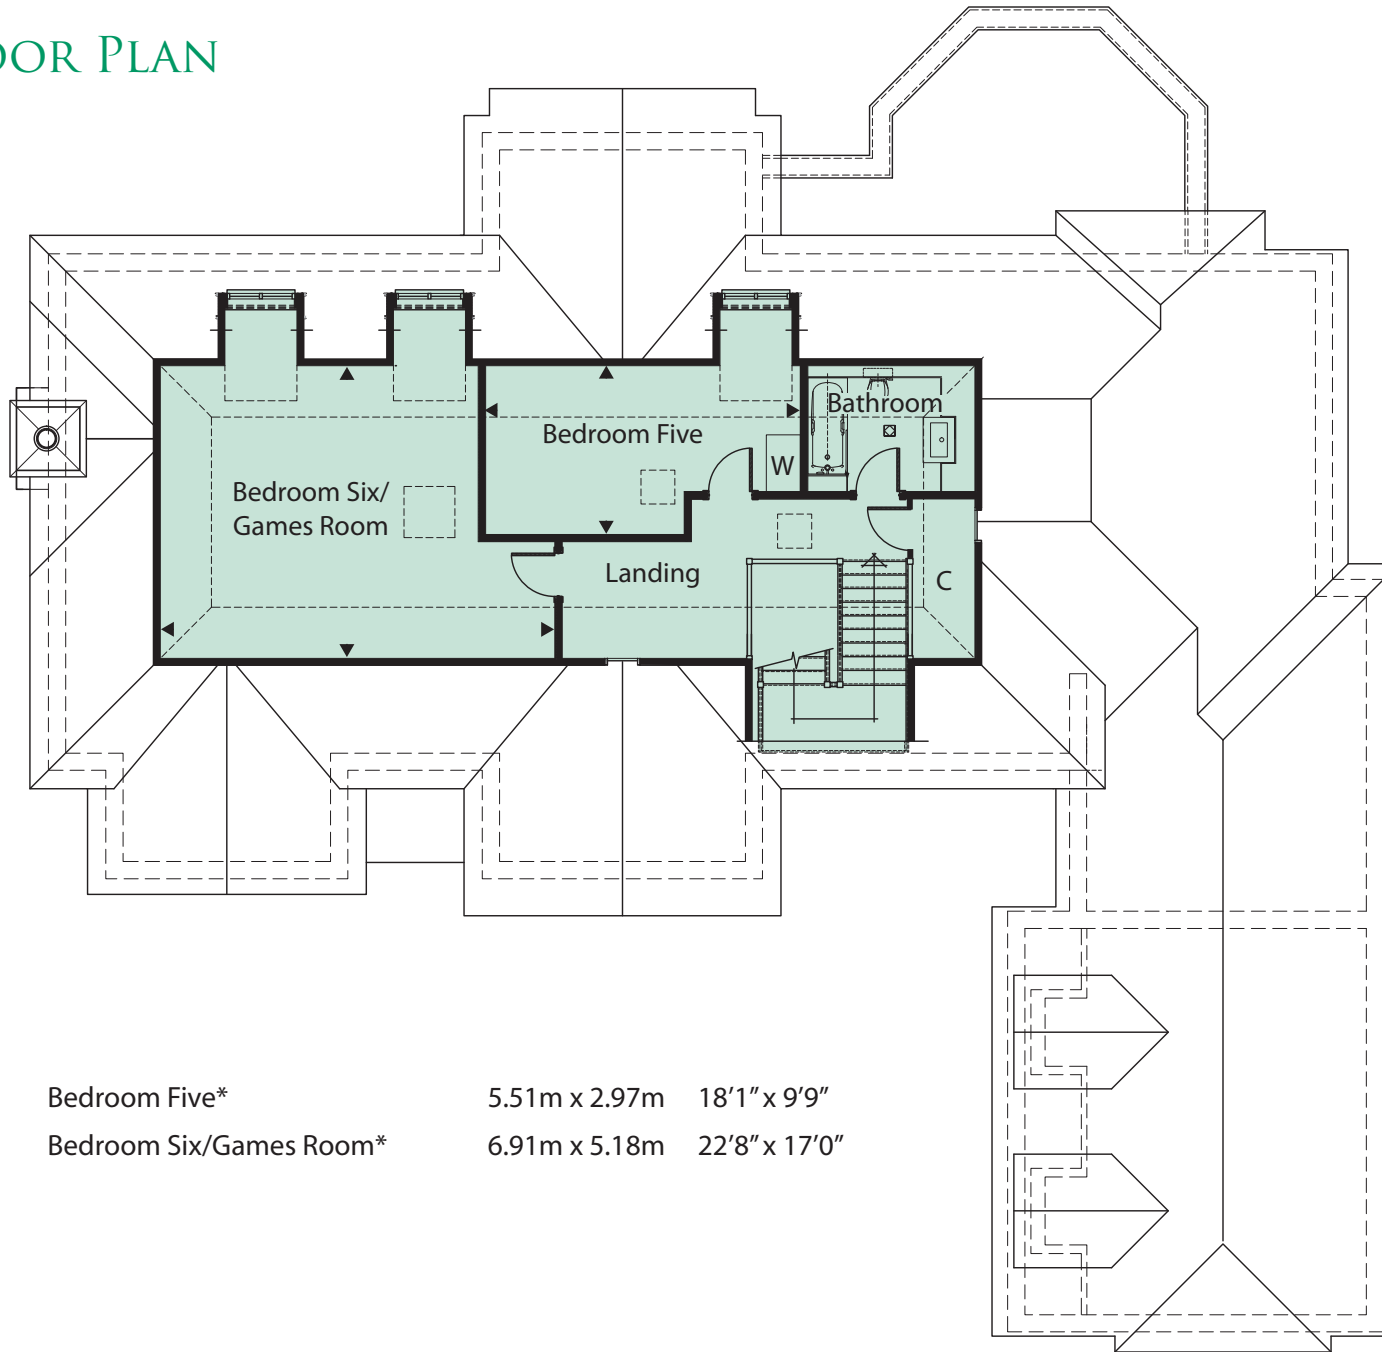 OOR PLAN
Bathroom
Bedroom Five
W
Bedroom Six/
Games Room
Landing
C
Bedroom Five* 5.51m x 2.97m 18’1” x 9’9”
Bedroom Six/Games Room* 6.91m x 5.18m 22’8” x 17’0”